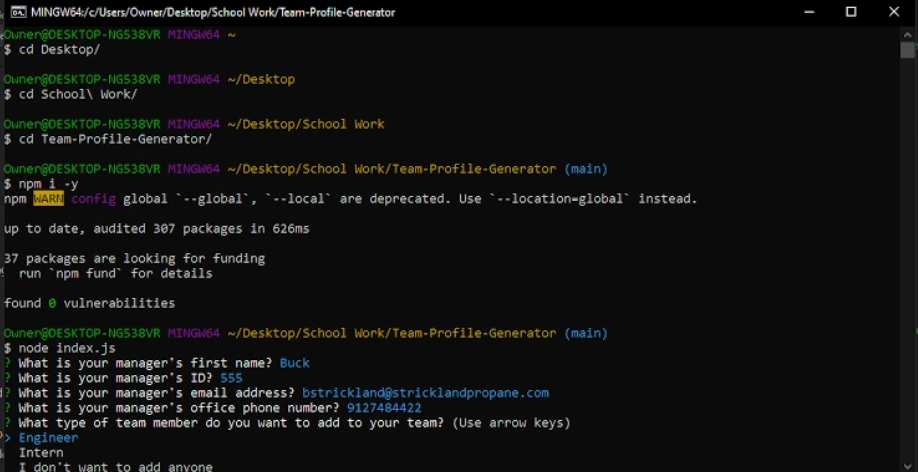 MINGW64:/c/Users/Owner/Desktop/School Work/Team-Profile-Generator
Owner@DESKTOP-NG538VR MINGW64 ~
$ cd Desktop/
Owner@DESKTOP-NG538VR MINGW64 ~/Desktop
$ cd School\ Work/
Owner@DESKTOP-NG538VR MINGW64 ~/Desktop/School Work
$ cd Team-Profile-Generator/
Owner@DESKTOP-NG538VR MINGW64 ~/Desktop/School Work/Team-Profile-Generator (main)
$ npm i -y
npm WARN config global `--global`, `--local` are deprecated. Use `--location=global` instead.
up to date, audited 307 packages in 626ms
37 packages are looking for funding
  run `npm fund` for details
found 0 vulnerabilities
Owner@DESKTOP-NG538VR MINGW64 ~/Desktop/School Work/Team-Profile-Generator (main)
$ node index.js
? What is your manager's first name? Buck
? What is your manager's ID? 555
? What is your manager's email address? bstrickland@stricklandpropane.com
? What is your manager's office phone number? 9127484422
? What type of team member do you want to add to your team? (Use arrow keys)
> Engineer
  Intern
  I don't want to add anyone